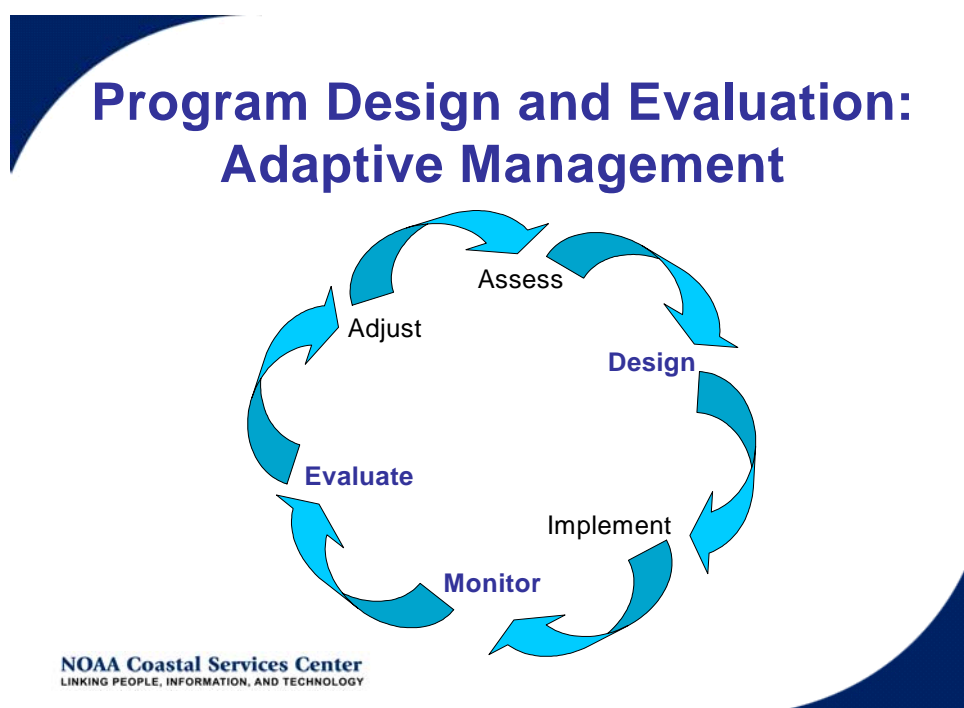 Program Design and Evaluation:
Adaptive Management
Assess
Adjust
Design
Evaluate
Implement
Monitor
NOAA Coastal Services Center
LINKING PEOPLE, INFORMATION, AND TECHNOLOGY